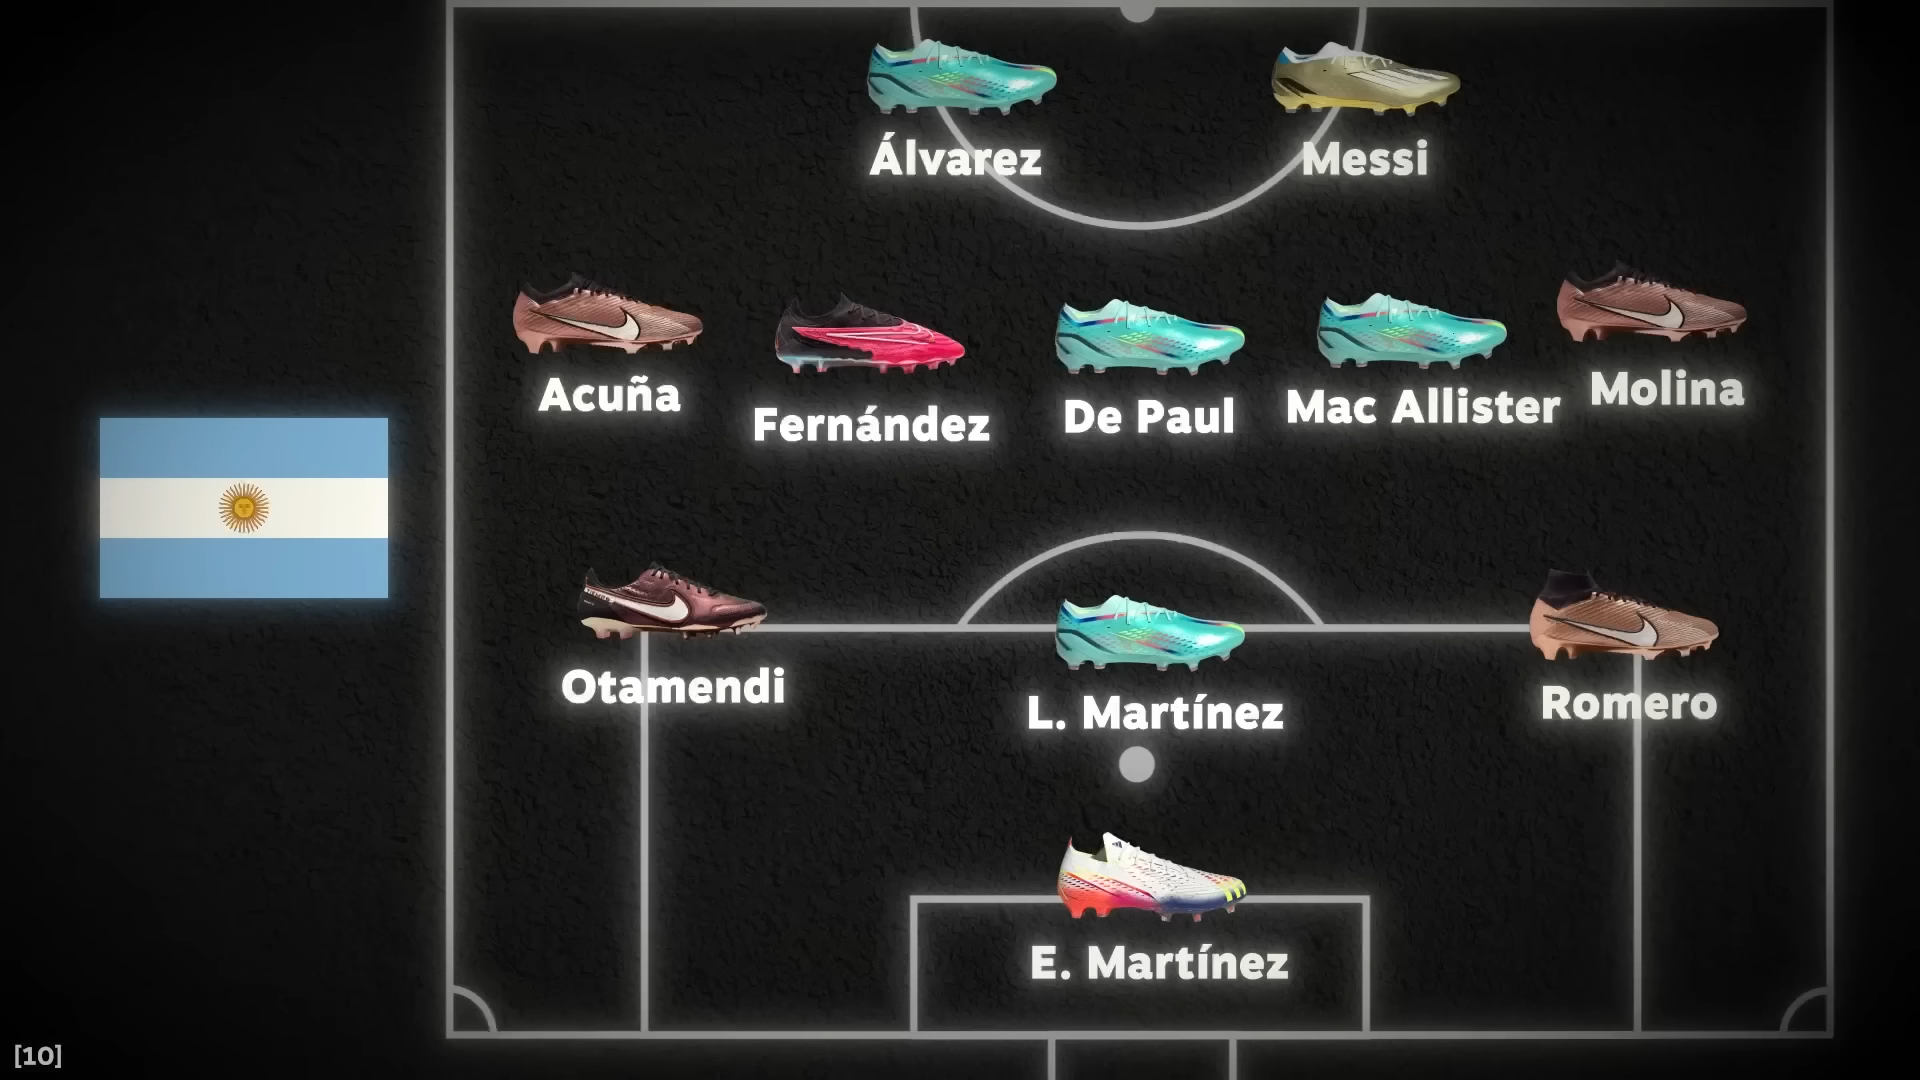 Álvarez
Messi
Acuña
Fernández
De Paul
Mac Allister
Molina
Otamendi
L. Martínez
Romero
E. Martínez
[10]